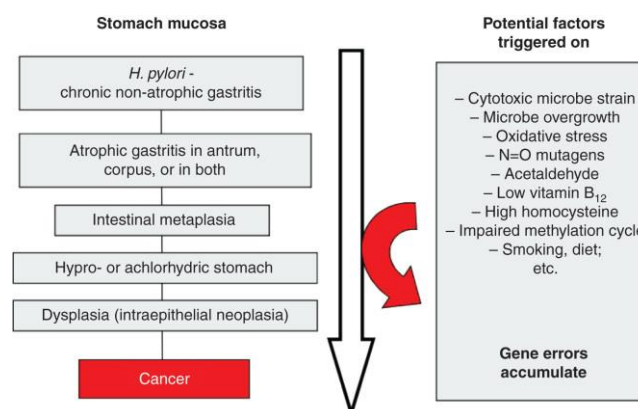 Stomach mucosa
H. pylori -
chronic non-atrophic gastritis
Atrophic gastritis in antrum,
corpus, or in both
Intestinal metaplasia
Hypro- or achlorhydric stomach
Dysplasia (intraepithelial neoplasia)
Cancer
Potential factors
triggered on
– Cytotoxic microbe strain
– Microbe overgrowth
– Oxidative stress
– N=O mutagens
– Acetaldehyde
– Low vitamin B₁₂
– High homocysteine
– Impaired methylation cycle
– Smoking, diet;
etc.
Gene errors
accumulate